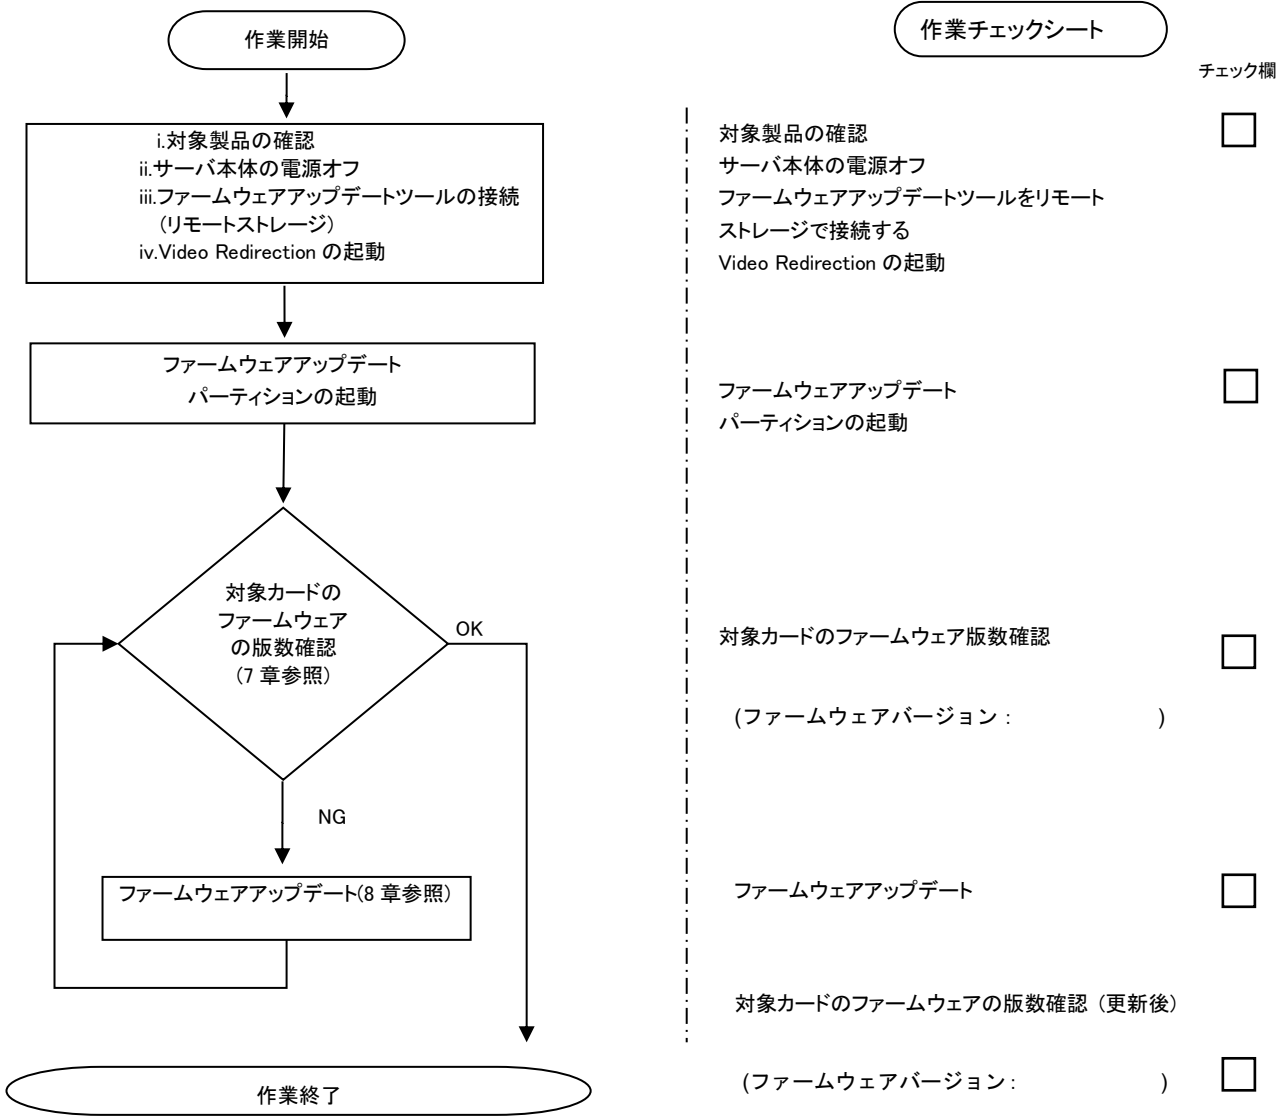 作業開始
i.対象製品の確認
ii.サーバ本体の電源オフ
iii.ファームウェアアップデートツールの接続
(リモートストレージ)
iv.Video Redirection の起動
ファームウェアアップデート
パーティションの起動
対象カードの
ファームウェア
の版数確認
(7 章参照)
OK
NG
ファームウェアアップデート(8 章参照)
作業終了
作業チェックシート
チェック欄
対象製品の確認
サーバ本体の電源オフ
ファームウェアアップデートツールをリモート
ストレージで接続する
Video Redirection の起動
ファームウェアアップデート
パーティションの起動
対象カードのファームウェア版数確認
(ファームウェアバージョン : )
ファームウェアアップデート
対象カードのファームウェアの版数確認 (更新後)
(ファームウェアバージョン : )